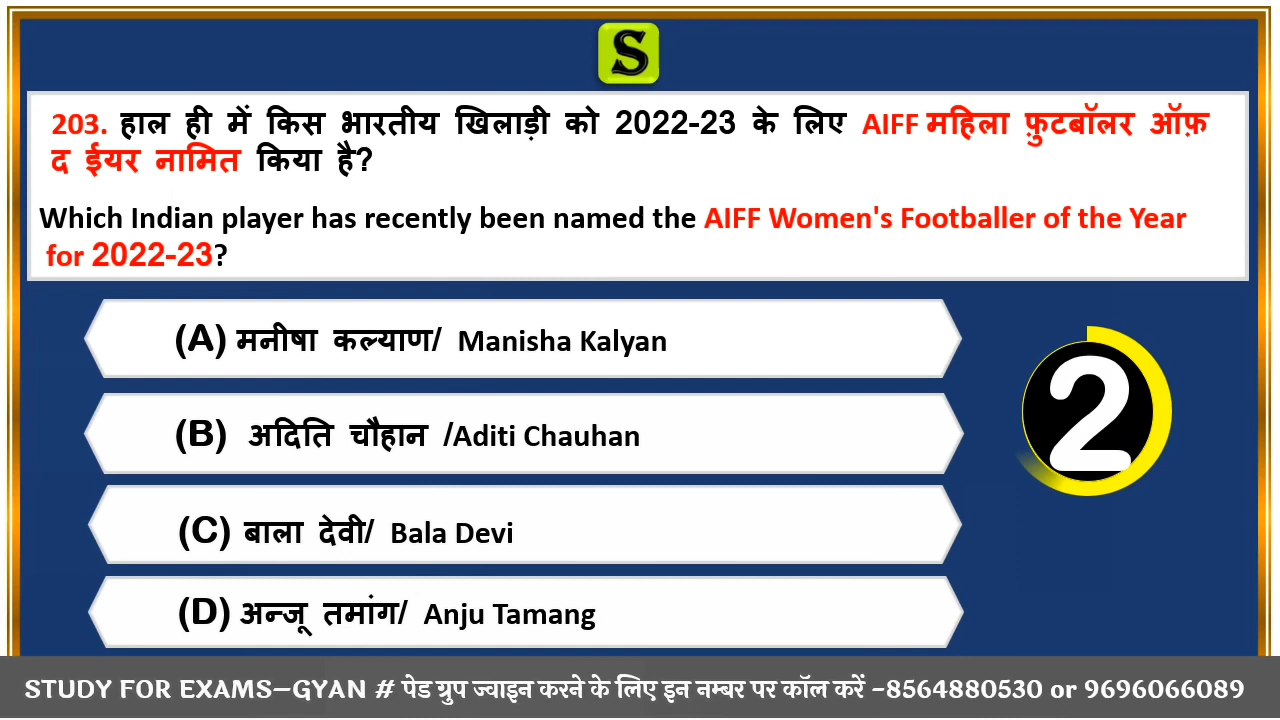 S
203. हाल ही में किस भारतीय खिलाड़ी को 2022-23 के लिए AIFF महिला फ़ुटबॉलर ऑफ़
द ईयर नामित किया है?
Which Indian player has recently been named the AIFF Women's Footballer of the Year
for 2022-23?
(A) मनीषा कल्याण/ Manisha Kalyan
(B) अदिति चौहान /Aditi Chauhan
(C) बाला देवी/ Bala Devi
(D) अन्जू तमांग/ Anju Tamang
2
STUDY FOR EXAMS–GYAN # पेड ग्रुप ज्वाइन करने के लिए इन नम्बर पर कॉल करें -8564880530 or 9696066089